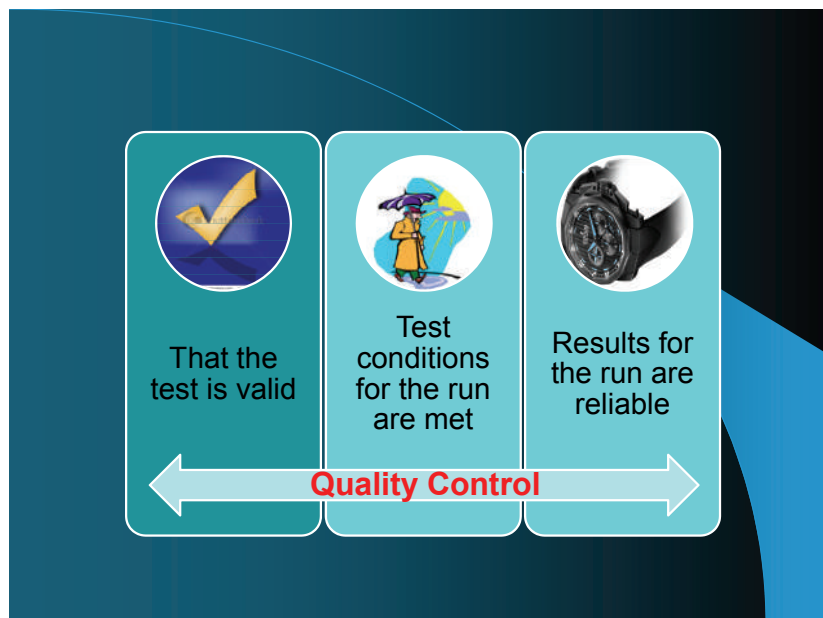 That the
test is valid
Test
conditions
for the run
are met
Results for
the run are
reliable
Quality Control